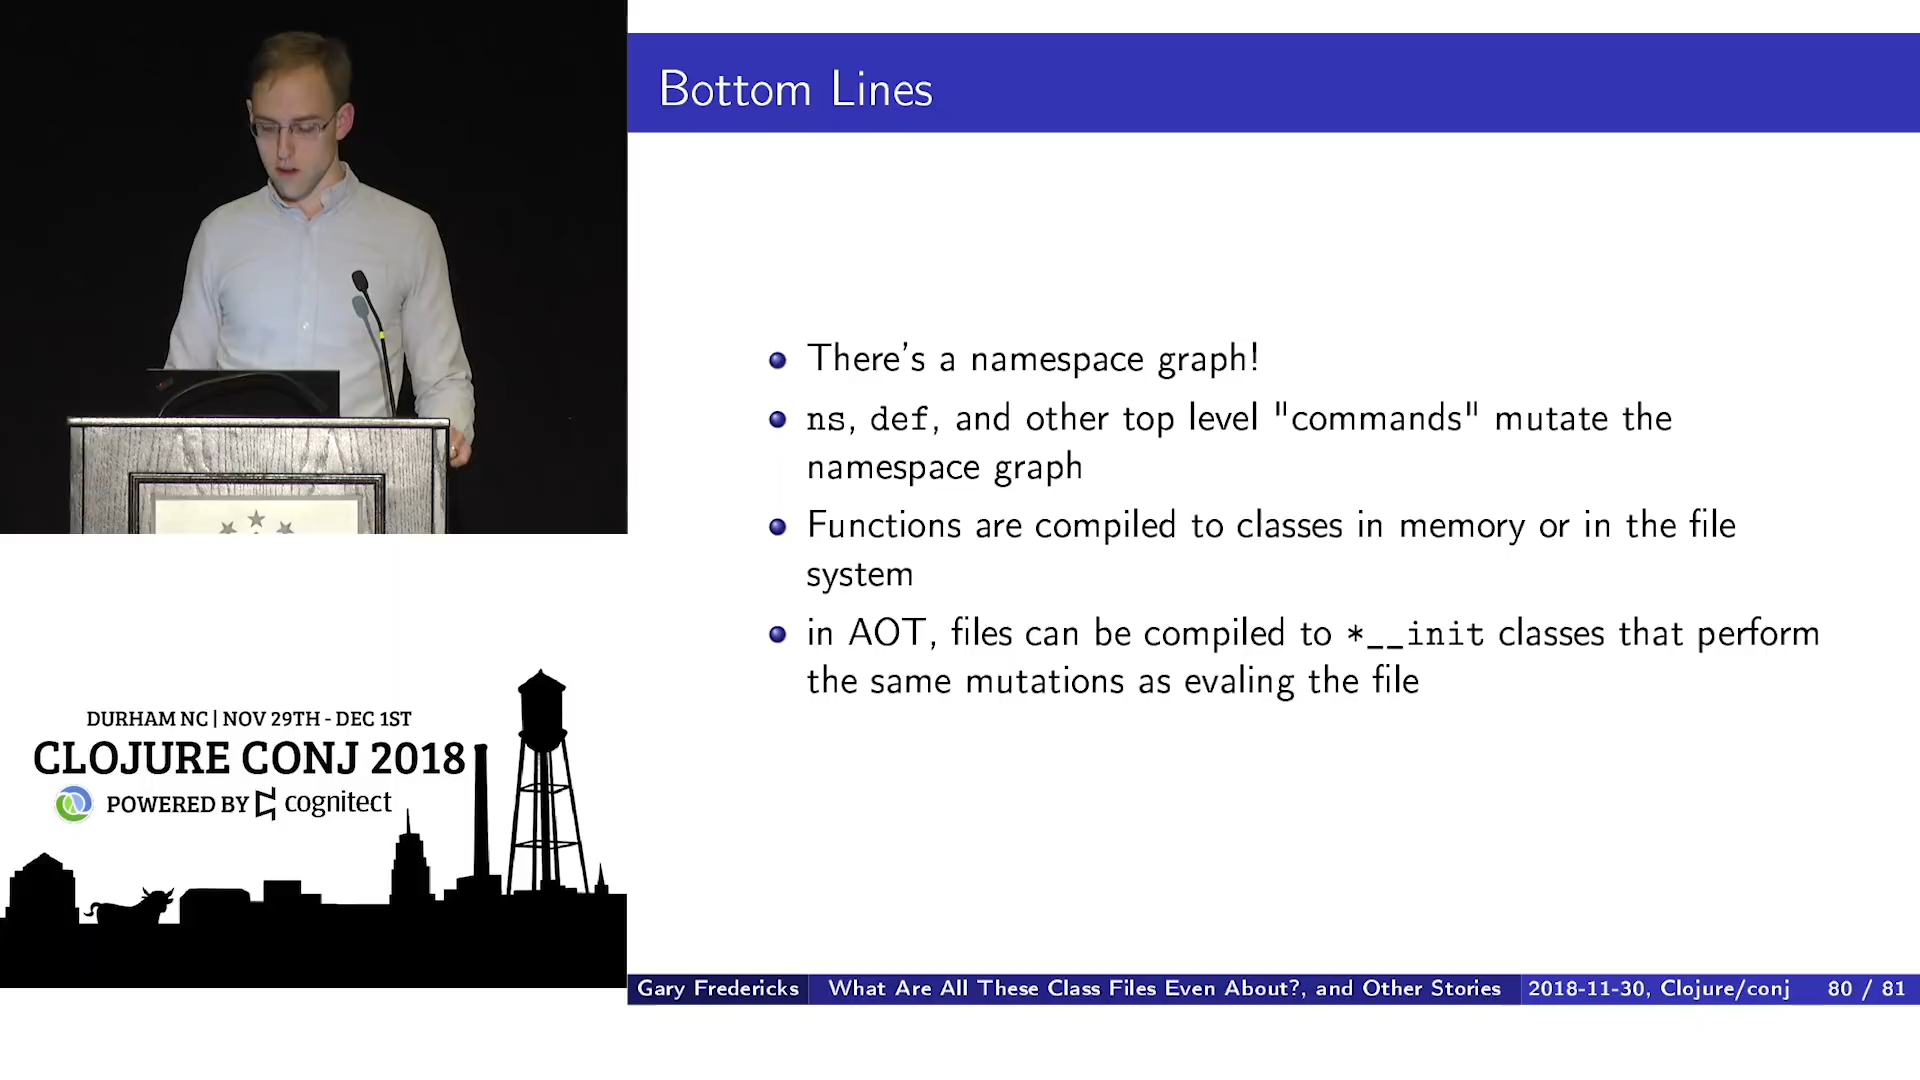 Bottom Lines
There's a namespace graph!
ns, def, and other top level "commands" mutate the
namespace graph
Functions are compiled to classes in memory or in the file
system
in AOT, files can be compiled to *__init classes that perform
the same mutations as evaling the file
DURHAM NC | NOV 29TH - DEC 1ST
CLOJURE CONJ 2018
POWERED BY cognitect
Gary Fredericks What Are All These Class Files Even About?, and Other Stories 2018-11-30, Clojure/conj 80 / 81